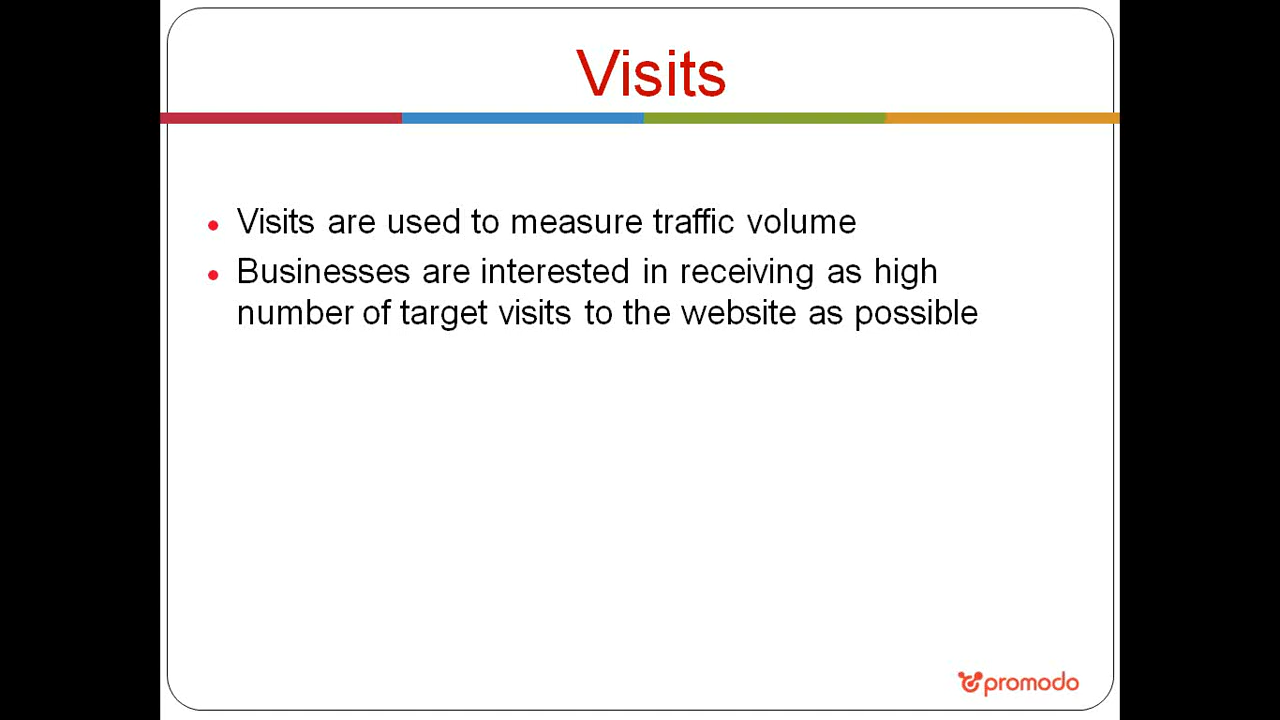 Visits
Visits are used to measure traffic volume
Businesses are interested in receiving as high
number of target visits to the website as possible
promodo